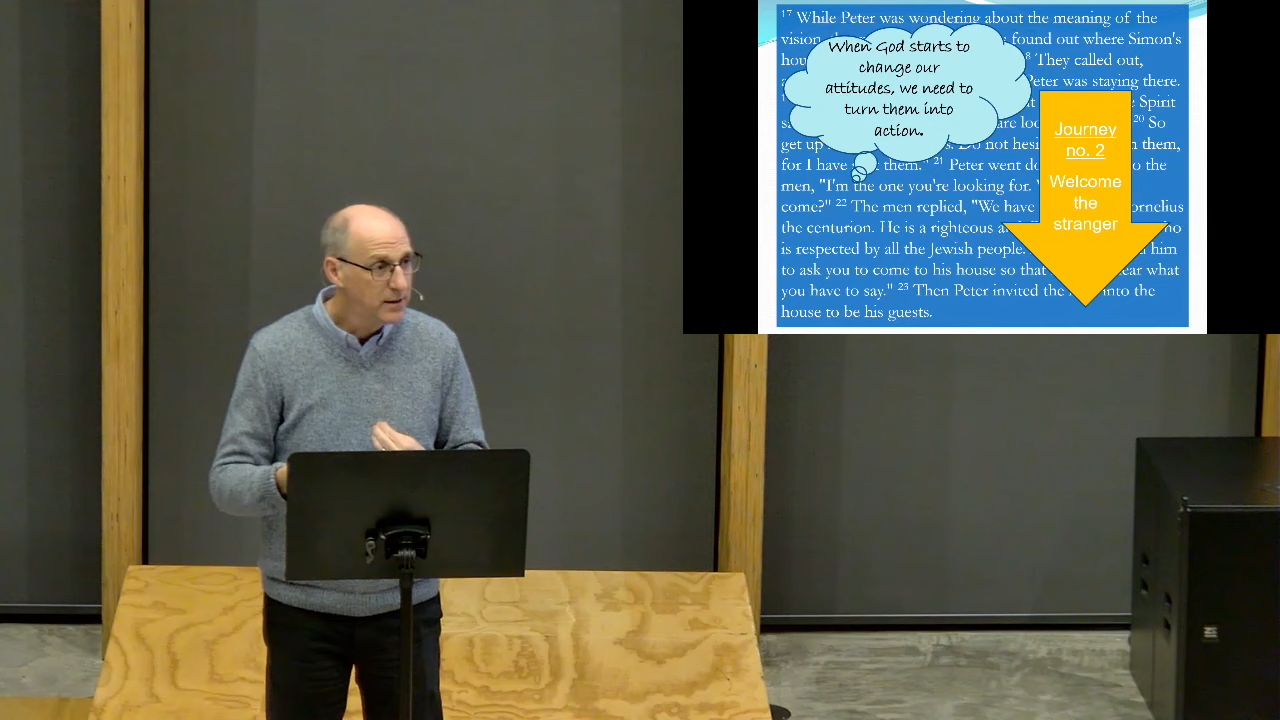 17 While Peter was wondering about the meaning of the
vision found out where Simon's
They called out,
Peter was staying there.
Spirit
20 So
get up not them,
for I have them." 21 Peter went the
men, "I'm the one you're looking for.
come?" 22 The men replied, "We have
the centurion. He is a righteous
is respected by all the Jewish people. him
to ask you to come to his house so that what
you have to say." 23 Then Peter invited the into the
house to be his guests.
When God starts to
change our
attitudes, we need to
turn them into
action.
Journey
no. 2
Welcome
the
stranger